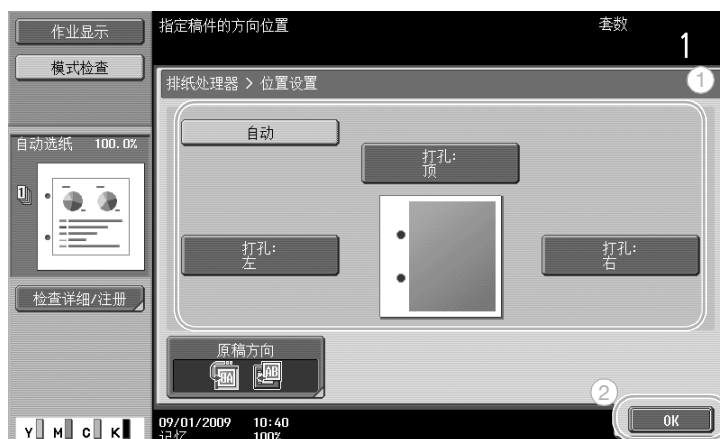 作业显示
模式检查
指定稿件的方向位置
套数
1
排纸处理器 > 位置设置
1
自动
打孔:
顶
打孔:
左
打孔:
右
自动选纸 100.0%
1
检查详细/注册
原稿方向
AB
AB
2
OK
Y M C K
09/01/2009 10:40
记忆 100%